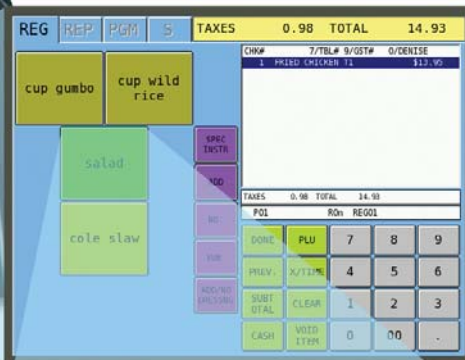 REG REP PGM S TAXES 0.98 TOTAL 14.93
CHK# 7/TBL# 9/GST# 0/DENISE
1 FRIED CHICKEN T1 $13.95
cup gumbo
cup wild
rice
salad
cole slaw
SPEC
INSTR
ADD
NO
SUB
ADD/NO
DRESSNG
TAXES 0.98 TOTAL 14.93
P01 ROn REG01
DONE PLU 7 8 9
PREV. X/TIME 4 5 6
SUBT
OTAL CLEAR 1 2 3
CASH VOID
ITEM 0 00 .